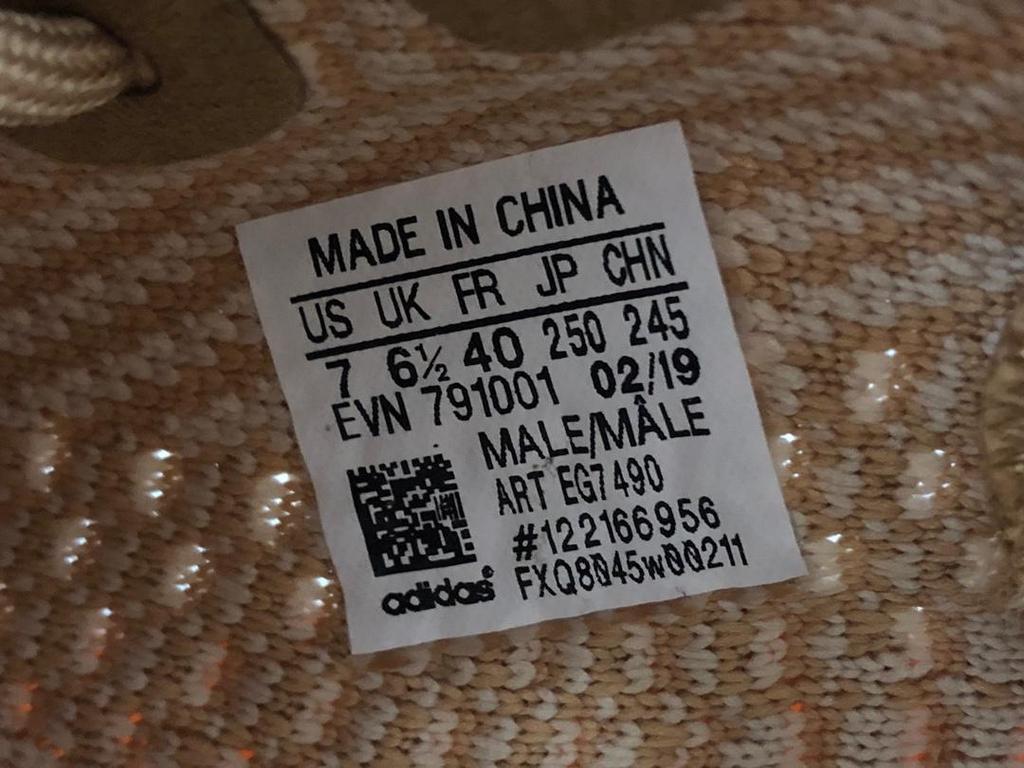 MADE IN CHINA
US UK FR JP CHN
7 6½ 40 250 245
EVN 791001 02/19
MALE/MÂLE
ART EG7490
#122166956
FXQ8045w00211
adidas®